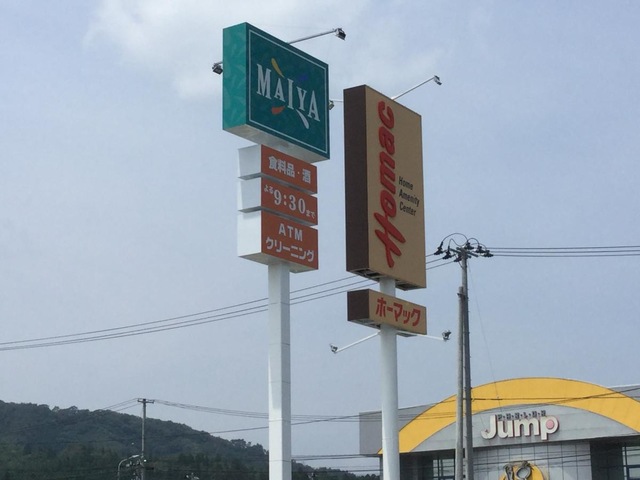 MAIYA
食料品・酒
よる9:30まで
ATM
クリーニング
Homac
Home
Amenity
Center
ホーマック
Jump